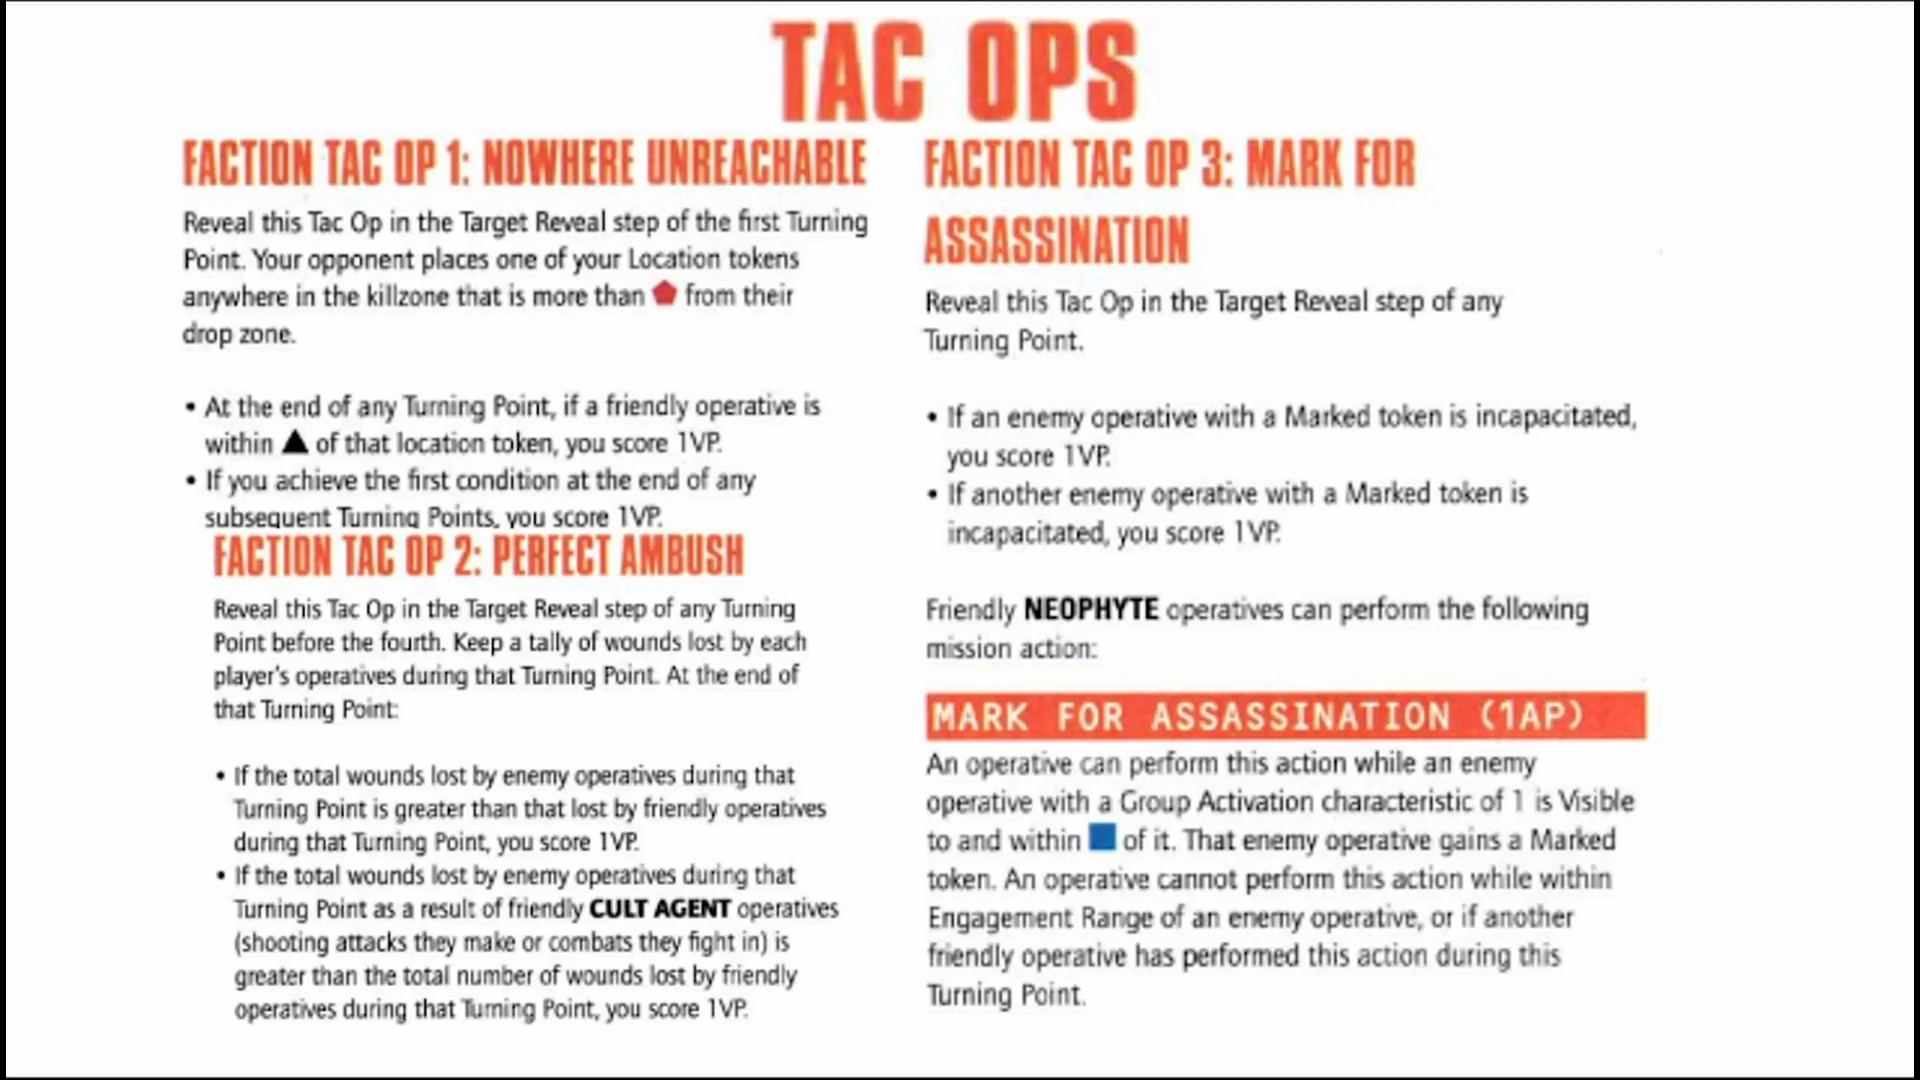 TAC OPS
FACTION TAC OP 1: NOWHERE UNREACHABLE
Reveal this Tac Op in the Target Reveal step of the first Turning
Point. Your opponent places one of your Location tokens
anywhere in the killzone that is more than ⬟ from their
drop zone.
• At the end of any Turning Point, if a friendly operative is
within ▲ of that location token, you score 1VP.
• If you achieve the first condition at the end of any
subsequent Turning Points, you score 1VP.
FACTION TAC OP 2: PERFECT AMBUSH
Reveal this Tac Op in the Target Reveal step of any Turning
Point before the fourth. Keep a tally of wounds lost by each
player's operatives during that Turning Point. At the end of
that Turning Point:
• If the total wounds lost by enemy operatives during that
Turning Point is greater than that lost by friendly operatives
during that Turning Point, you score 1VP.
• If the total wounds lost by enemy operatives during that
Turning Point as a result of friendly CULT AGENT operatives
(shooting attacks they make or combats they fight in) is
greater than the total number of wounds lost by friendly
operatives during that Turning Point, you score 1VP.
FACTION TAC OP 3: MARK FOR
ASSASSINATION
Reveal this Tac Op in the Target Reveal step of any
Turning Point.
• If an enemy operative with a Marked token is incapacitated,
you score 1VP.
• If another enemy operative with a Marked token is
incapacitated, you score 1VP.
Friendly NEOPHYTE operatives can perform the following
mission action:
MARK FOR ASSASSINATION (1AP)
An operative can perform this action while an enemy
operative with a Group Activation characteristic of 1 is Visible
to and within ■ of it. That enemy operative gains a Marked
token. An operative cannot perform this action while within
Engagement Range of an enemy operative, or if another
friendly operative has performed this action during this
Turning Point.